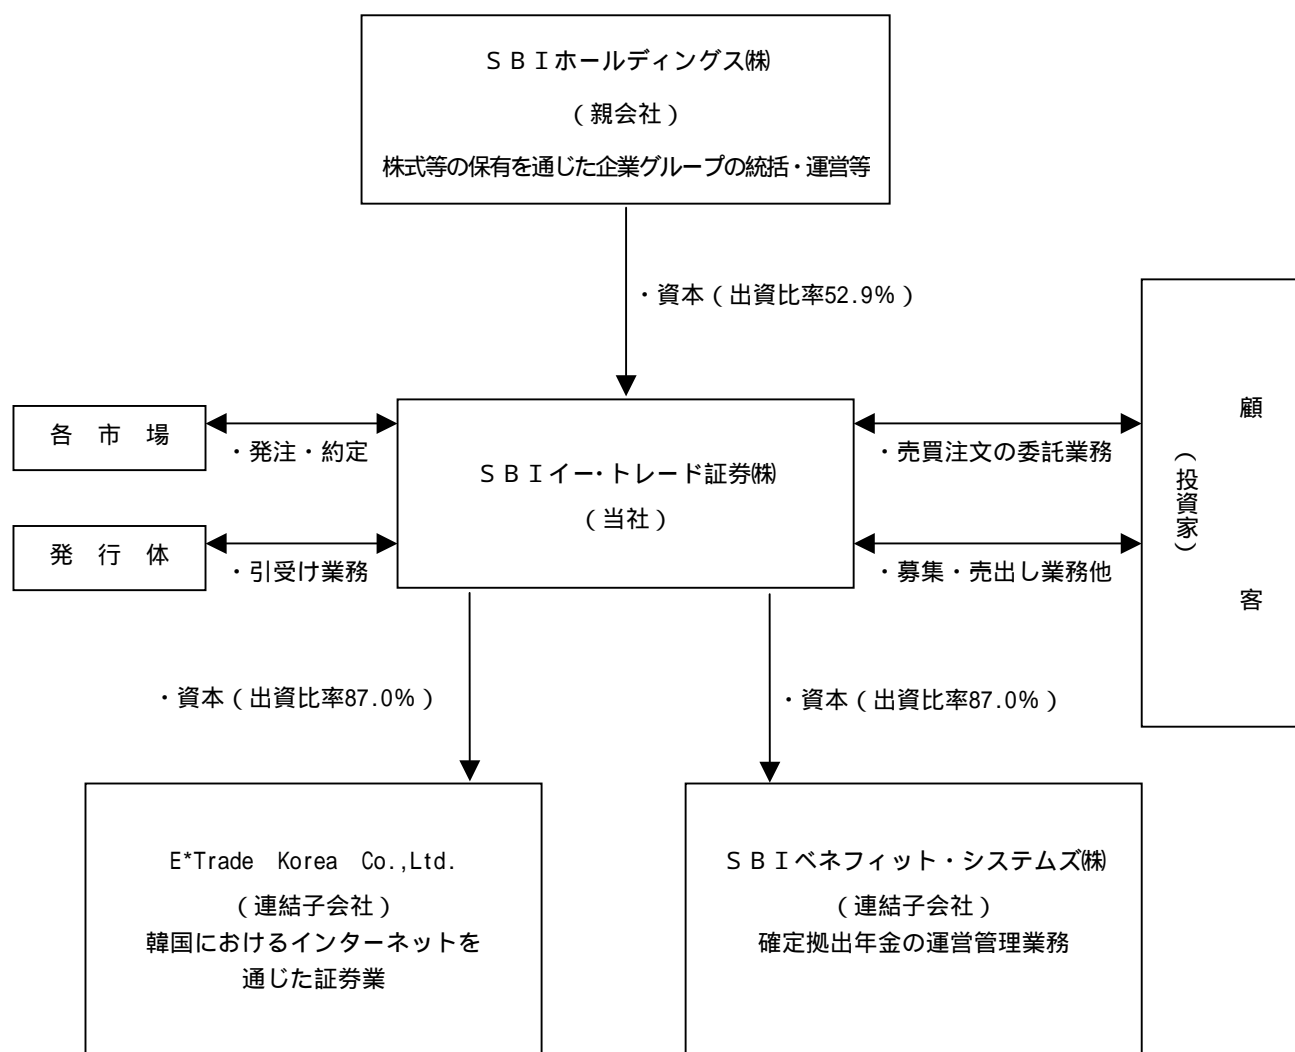 ＳＢＩホールディングス㈱
（親会社）
株式等の保有を通じた企業グループの統括・運営等
・資本（出資比率52.9%）
各　市　場
・発注・約定
ＳＢＩイー・トレード証券㈱
（当社）
・売買注文の委託業務
顧　客
（投資家）
発　行　体
・引受け業務
・募集・売出し業務他
・資本（出資比率87.0%）
・資本（出資比率87.0%）
E*Trade　Korea　Co.,Ltd.
（連結子会社）
韓国におけるインターネットを
通じた証券業
ＳＢＩベネフィット・システムズ㈱
（連結子会社）
確定拠出年金の運営管理業務